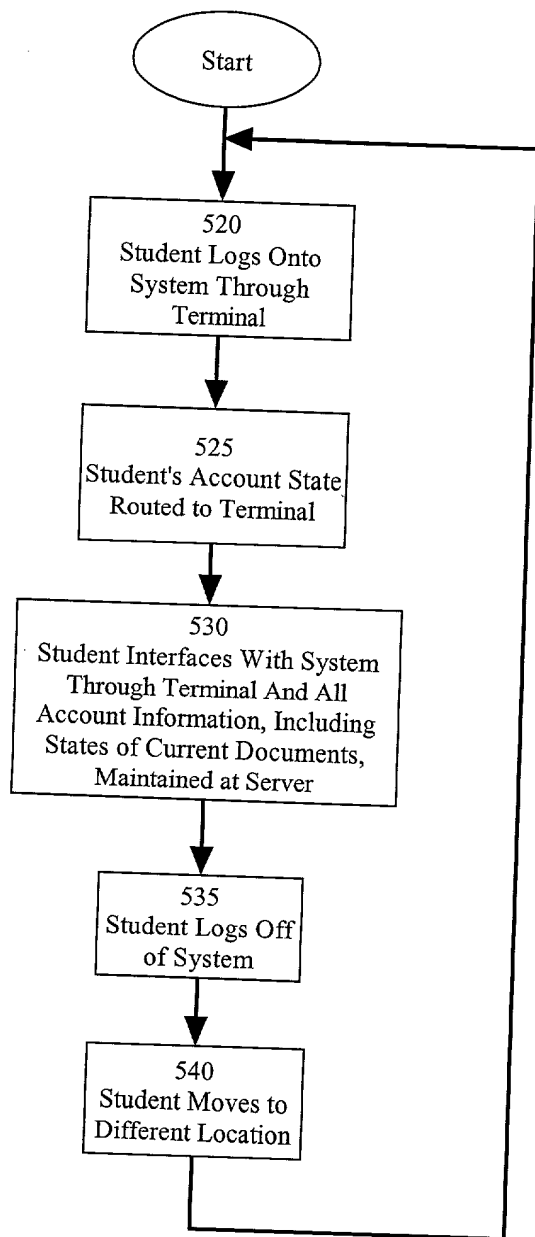 Start
520
Student Logs Onto
System Through
Terminal
525
Student's Account State
Routed to Terminal
530
Student Interfaces With System
Through Terminal And All
Account Information, Including
States of Current Documents,
Maintained at Server
535
Student Logs Off
of System
540
Student Moves to
Different Location